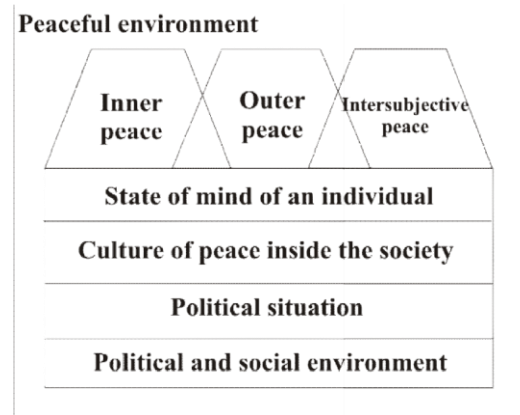 Peaceful environment
Inner
peace
Outer
peace
Intersubjective
peace
State of mind of an individual
Culture of peace inside the society
Political situation
Political and social environment